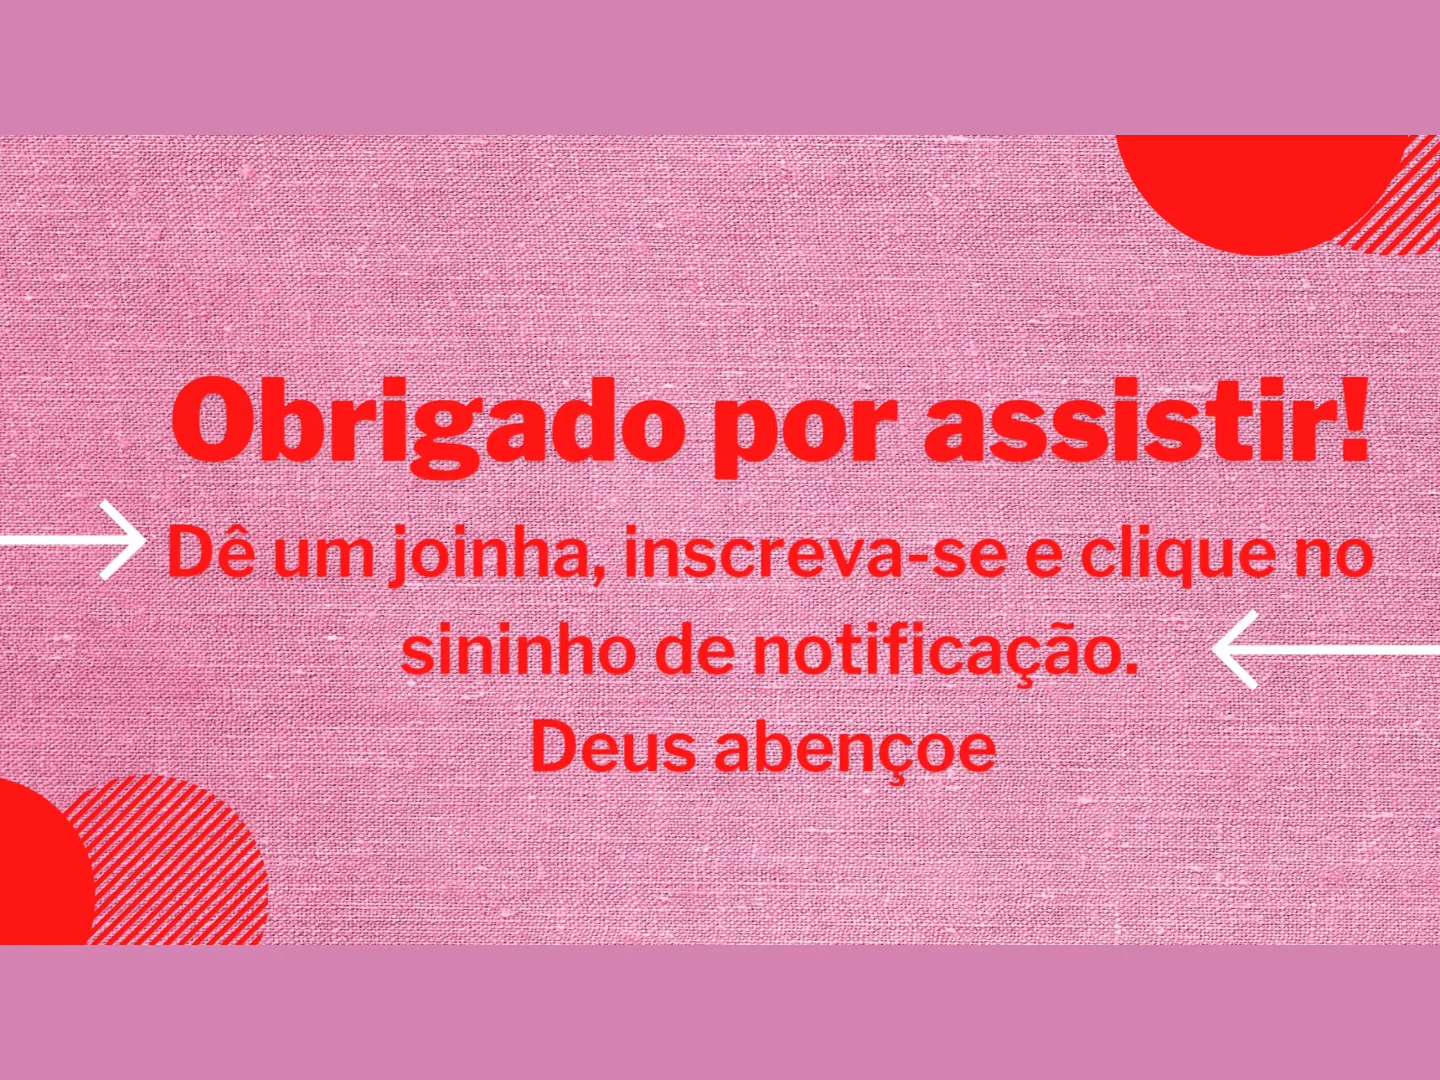 Obrigado por assistir!
Dê um joinha, inscreva-se e clique no
sininho de notificação.
Deus abençoe